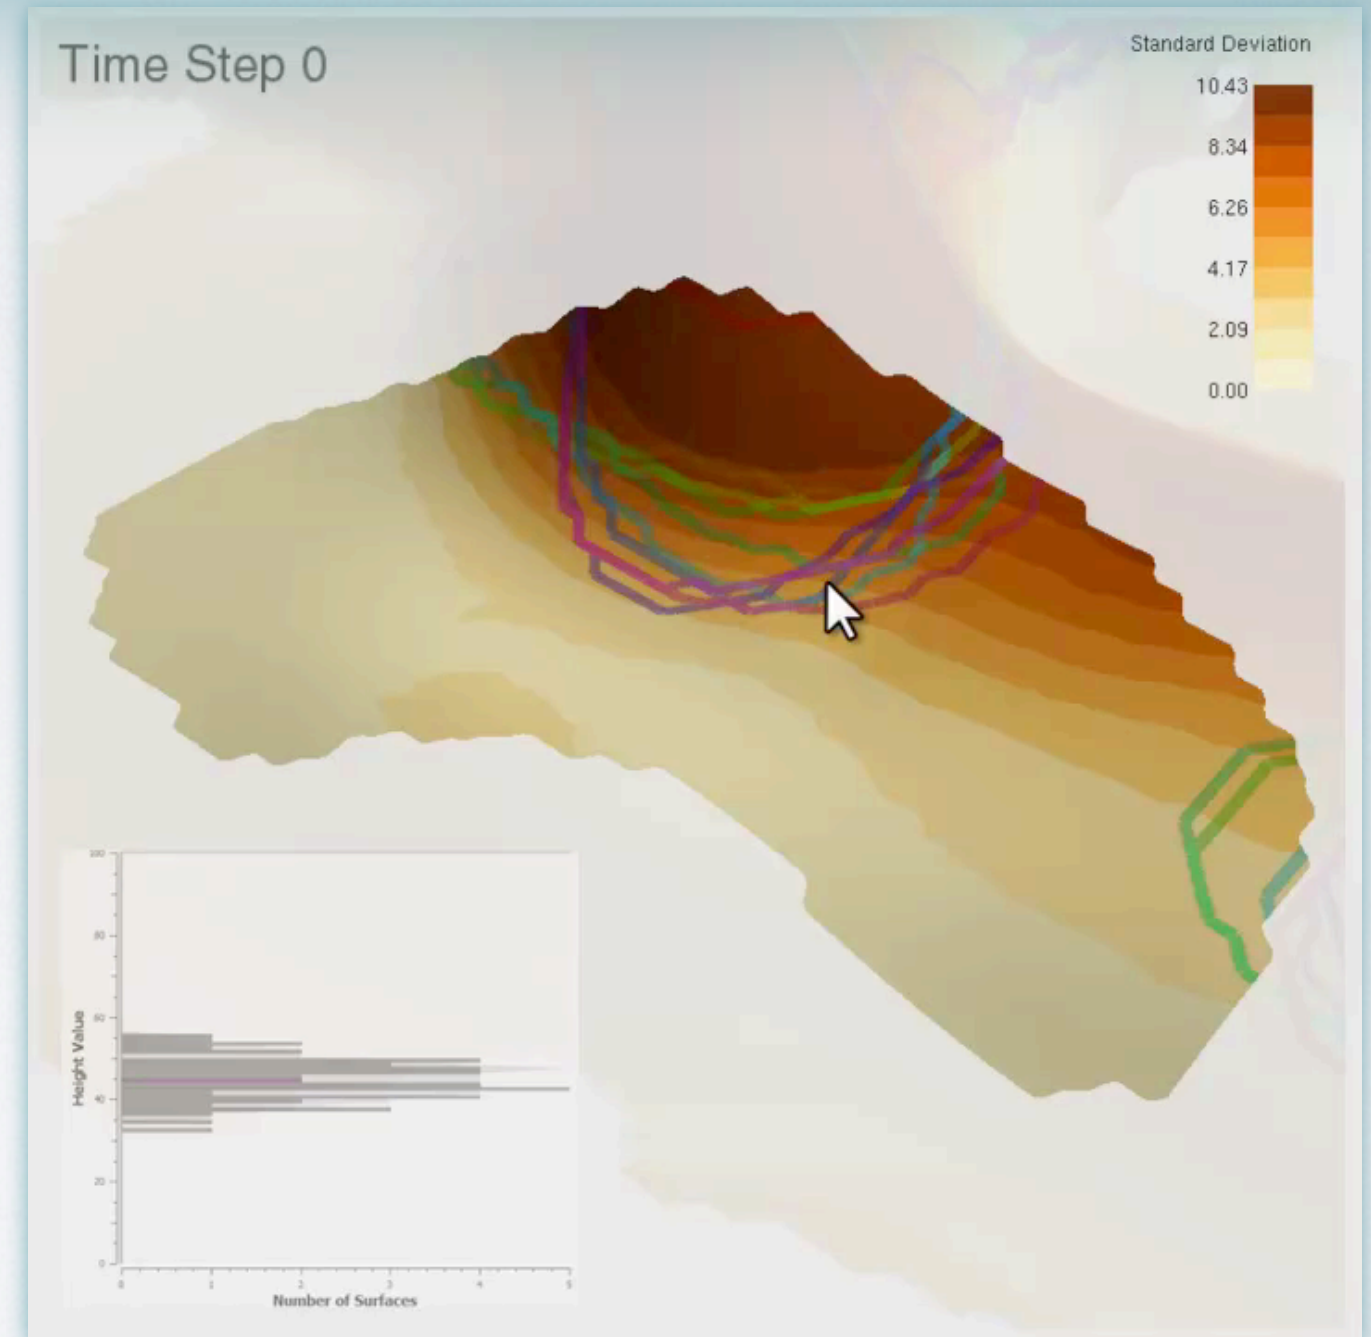 Time Step 0
Standard Deviation
10.43
8.34
6.26
4.17
2.09
0.00
100
80
60
40
20
0
Height Value
0 1 2 3 4 5
Number of Surfaces